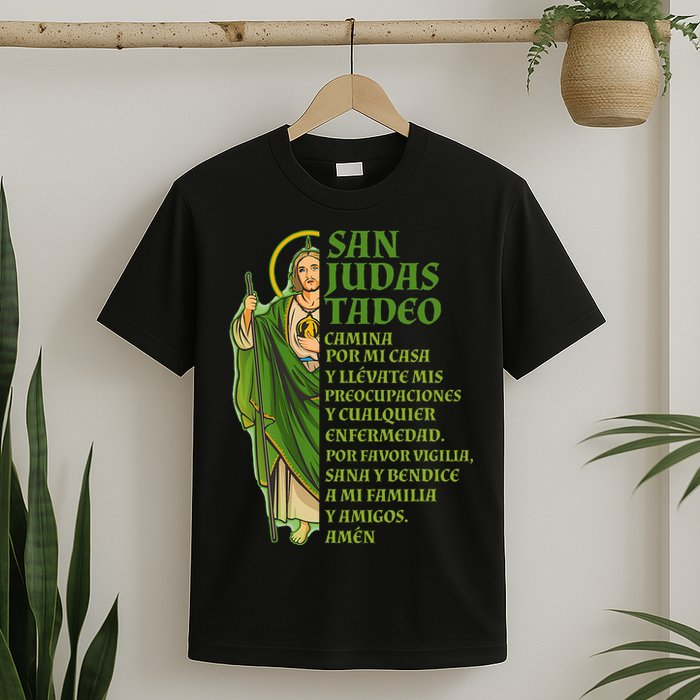 SAN
JUDAS
TADEO
CAMINA
POR MI CASA
Y LLÉVATE MIS
PREOCUPACIONES
Y CUALQUIER
ENFERMEDAD.
POR FAVOR VIGILIA,
SANA Y BENDICE
A MI FAMILIA
Y AMIGOS.
AMÉN